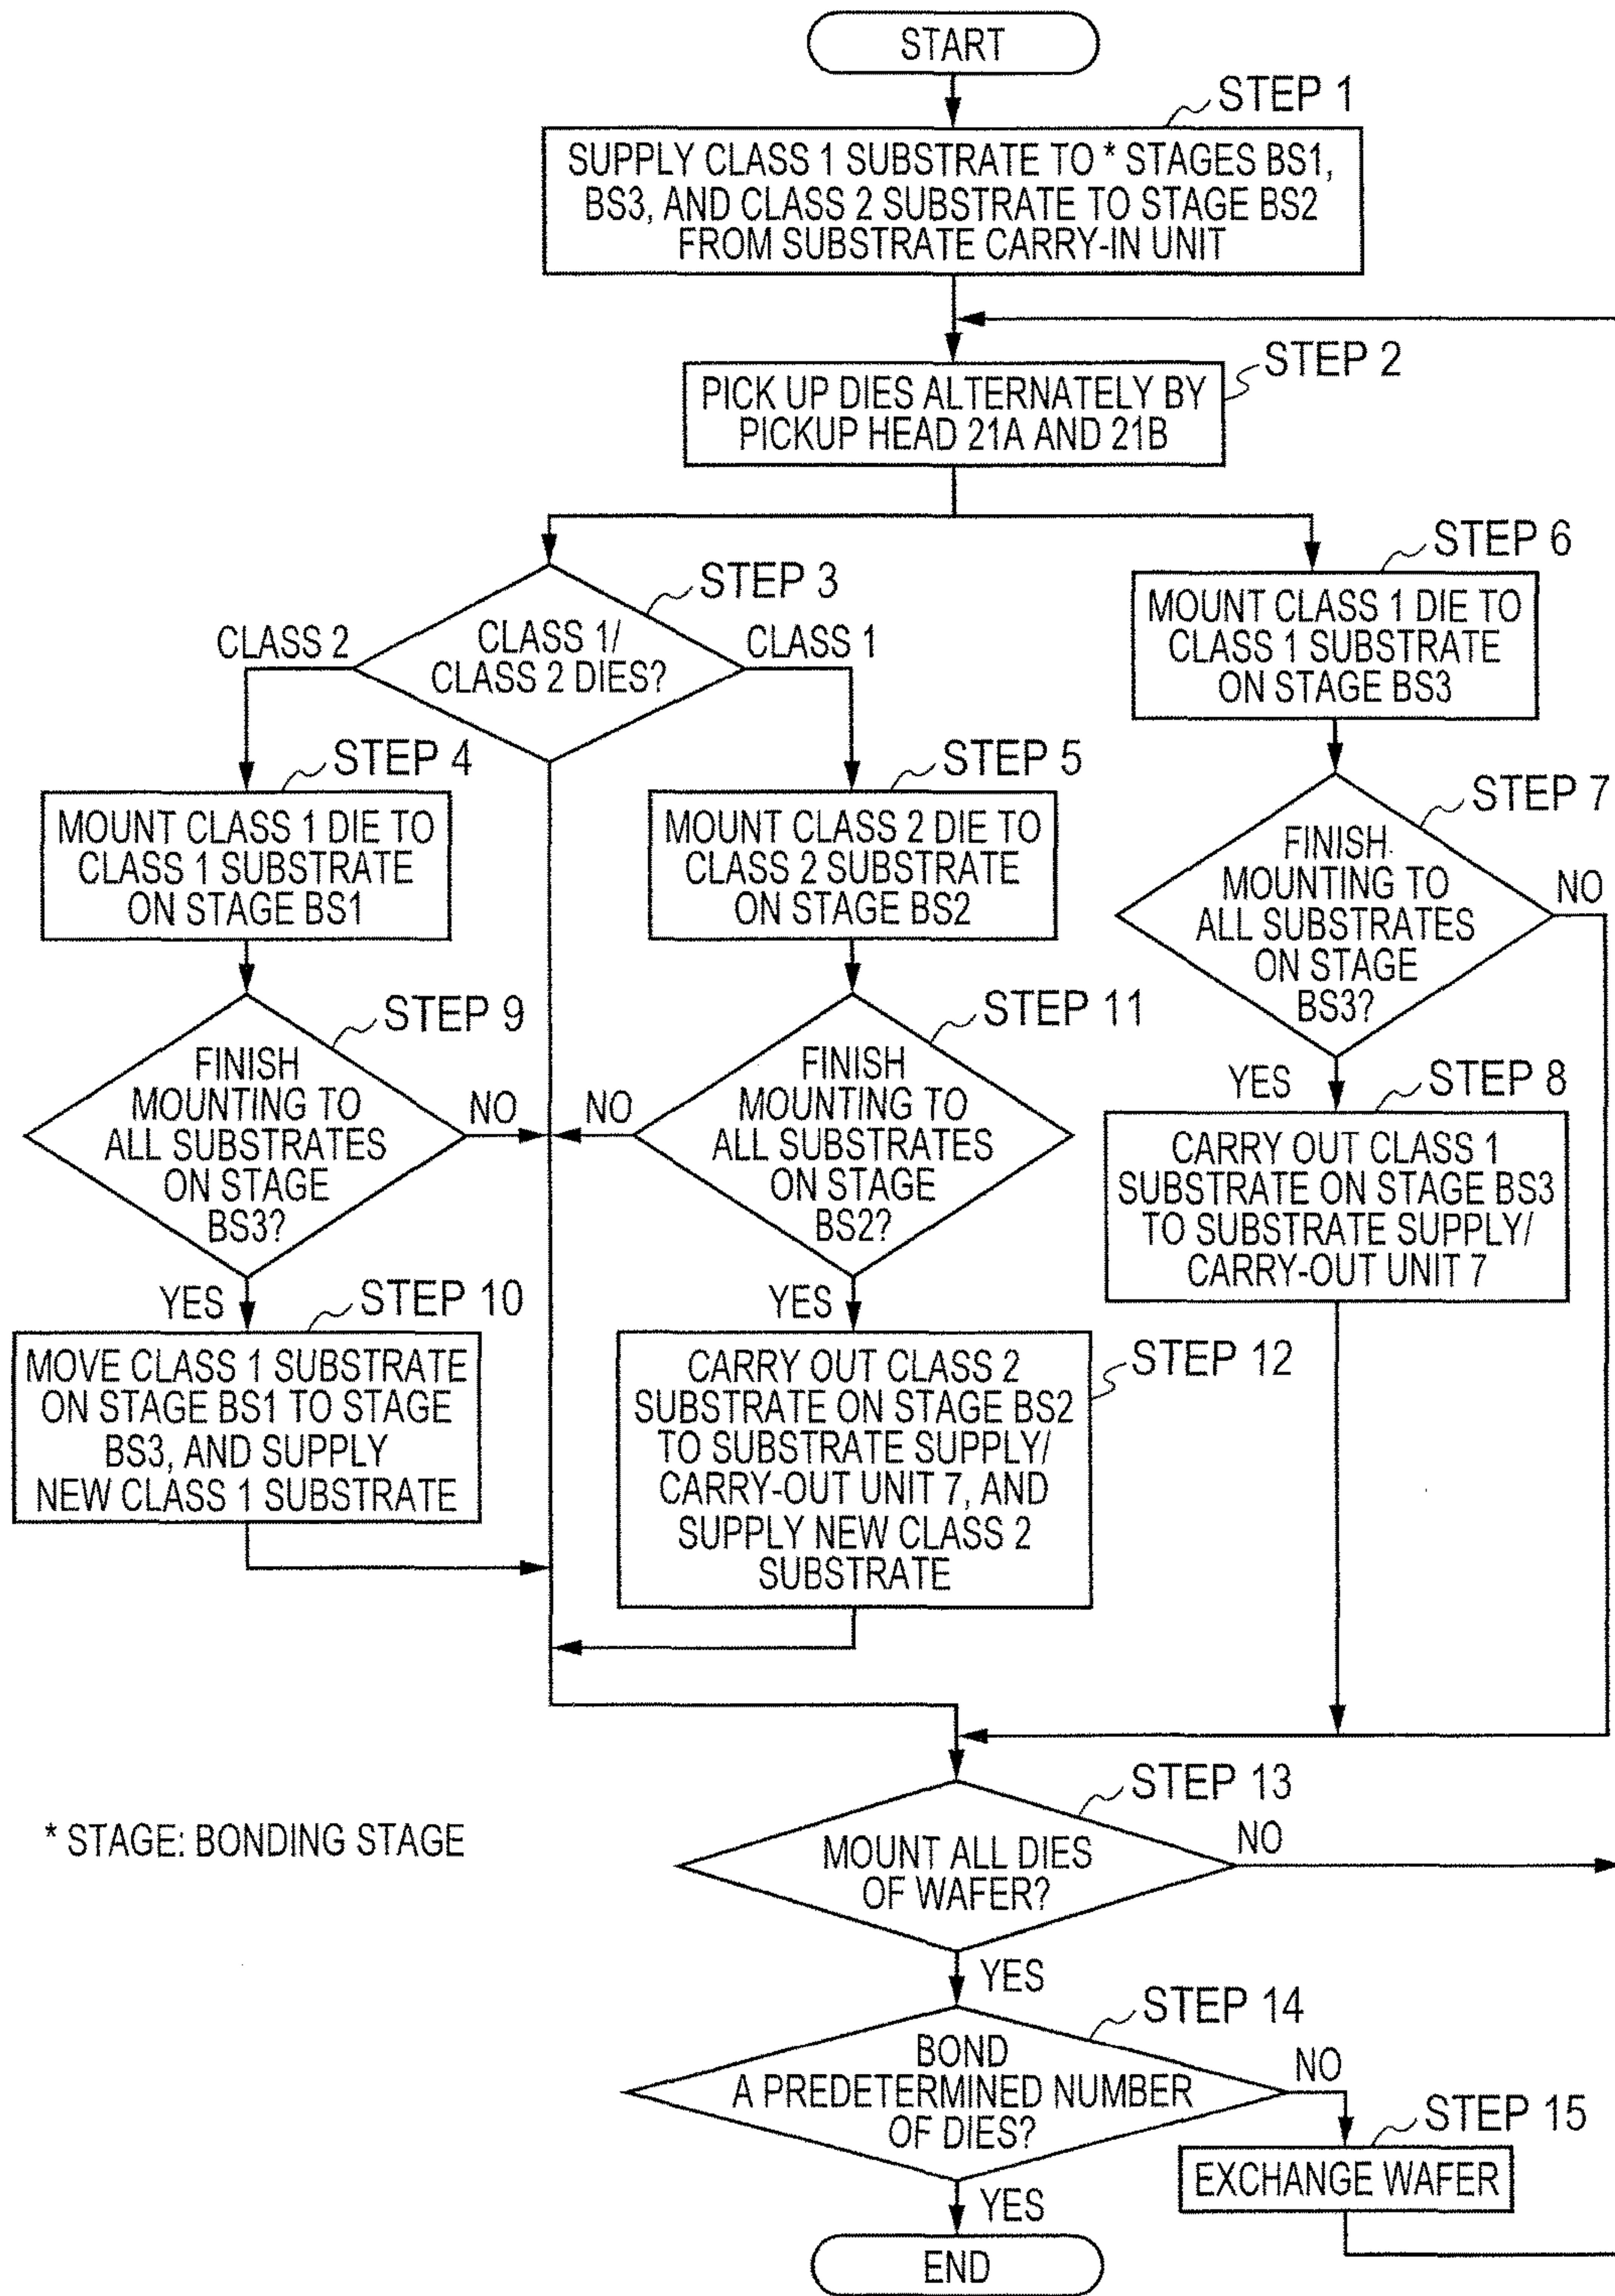 START
STEP 1
SUPPLY CLASS 1 SUBSTRATE TO * STAGES BS1,
BS3, AND CLASS 2 SUBSTRATE TO STAGE BS2
FROM SUBSTRATE CARRY-IN UNIT
STEP 2
PICK UP DIES ALTERNATELY BY
PICKUP HEAD 21A AND 21B
STEP 3
CLASS 1/
CLASS 2 DIES?
CLASS 2
CLASS 1
STEP 4
MOUNT CLASS 1 DIE TO
CLASS 1 SUBSTRATE
ON STAGE BS1
STEP 5
MOUNT CLASS 2 DIE TO
CLASS 2 SUBSTRATE
ON STAGE BS2
STEP 6
MOUNT CLASS 1 DIE TO
CLASS 1 SUBSTRATE
ON STAGE BS3
STEP 7
FINISH
MOUNTING TO
ALL SUBSTRATES
ON STAGE
BS3?
NO
YES
STEP 8
CARRY OUT CLASS 1
SUBSTRATE ON STAGE BS3
TO SUBSTRATE SUPPLY/
CARRY-OUT UNIT 7
STEP 9
FINISH
MOUNTING TO
ALL SUBSTRATES
ON STAGE
BS3?
NO
YES
STEP 10
MOVE CLASS 1 SUBSTRATE
ON STAGE BS1 TO STAGE
BS3, AND SUPPLY
NEW CLASS 1 SUBSTRATE
STEP 11
FINISH
MOUNTING TO
ALL SUBSTRATES
ON STAGE
BS2?
NO
YES
STEP 12
CARRY OUT CLASS 2
SUBSTRATE ON STAGE BS2
TO SUBSTRATE SUPPLY/
CARRY-OUT UNIT 7, AND
SUPPLY NEW CLASS 2
SUBSTRATE
STEP 13
MOUNT ALL DIES
OF WAFER?
NO
YES
* STAGE: BONDING STAGE
STEP 14
BOND
A PREDETERMINED NUMBER
OF DIES?
NO
YES
STEP 15
EXCHANGE WAFER
END